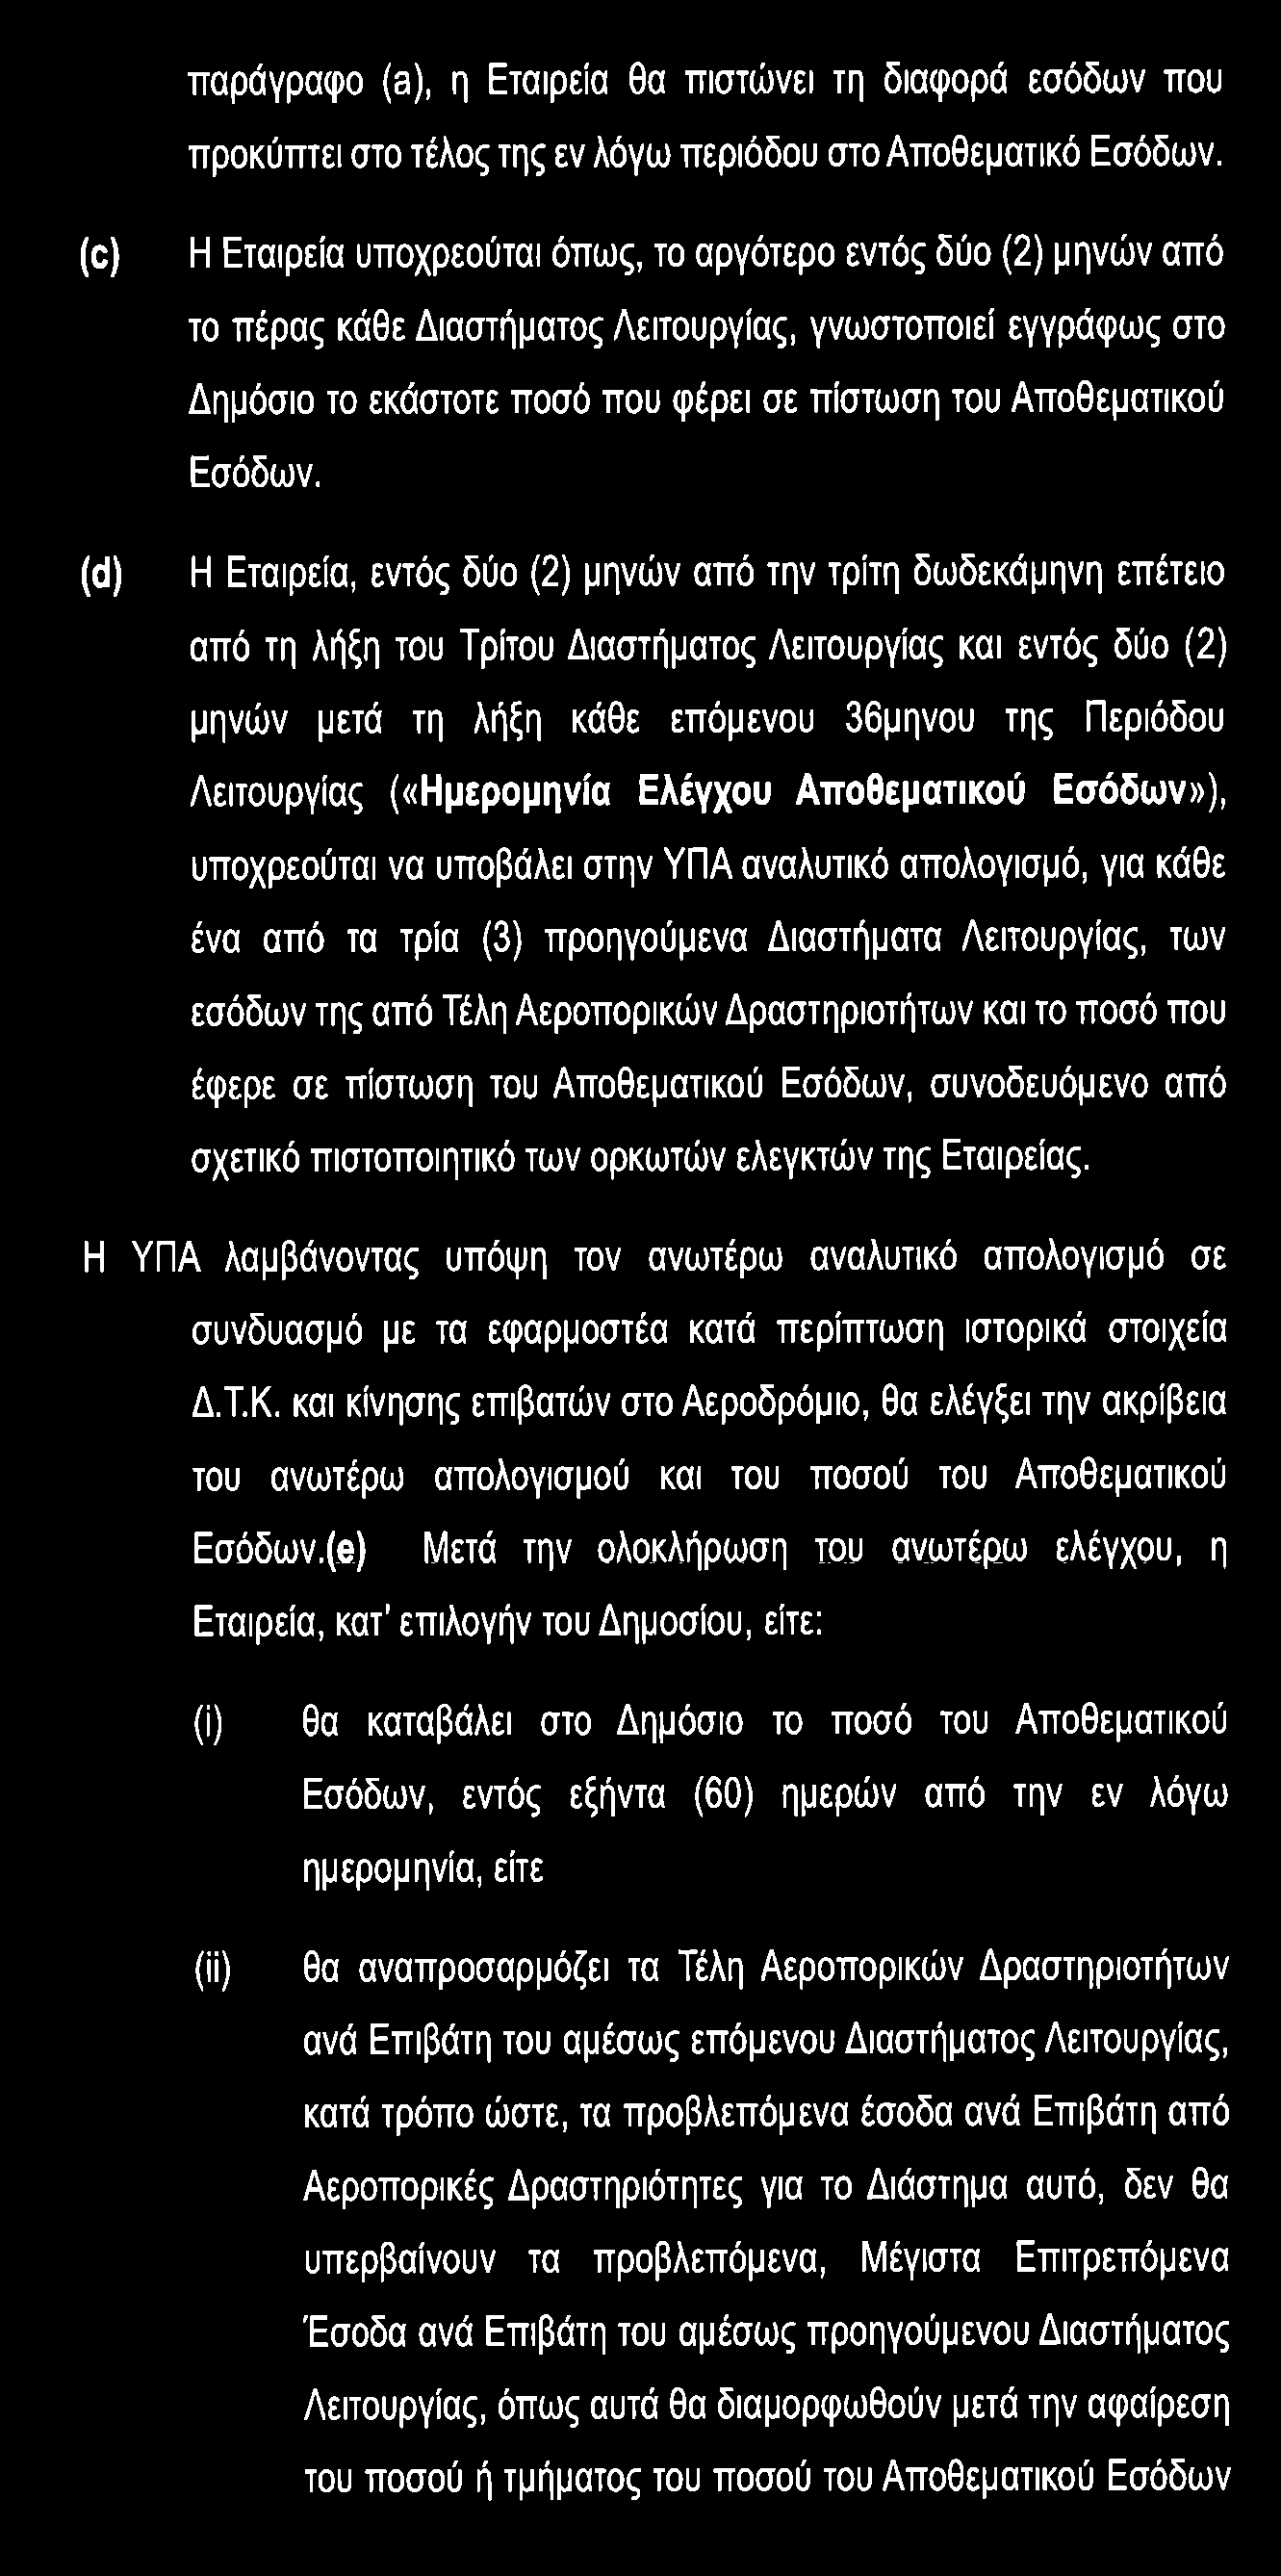 παράγραφο (a), η Εταιρεία θα πιστώνει τη διαφορά εσόδων που
προκύπτει στο τέλος της εν λόγω περιόδου στο Αποθεματικό Εσόδων.
(c) Η Εταιρεία υποχρεούται όπως, το αργότερο εντός δύο (2) μηνών από
το πέρας κάθε Διαστήματος Λειτουργίας, γνωστοποιεί εγγράφως στο
Δημόσιο το εκάστοτε ποσό που φέρει σε πίστωση του Αποθεματικού
Εσόδων.
(d) Η Εταιρεία, εντός δύο (2) μηνών από την τρίτη δωδεκάμηνη επέτειο
από τη λήξη του Τρίτου Διαστήματος Λειτουργίας και εντός δύο (2)
μηνών μετά τη λήξη κάθε επόμενου 36μηνου της Περιόδου
Λειτουργίας («Ημερομηνία Ελέγχου Αποθεματικού Εσόδων»),
υποχρεούται να υποβάλει στην ΥΠΑ αναλυτικό απολογισμό, για κάθε
ένα από τα τρία (3) προηγούμενα Διαστήματα Λειτουργίας, των
εσόδων της από Τέλη Αεροπορικών Δραστηριοτήτων και το ποσό που
έφερε σε πίστωση του Αποθεματικού Εσόδων, συνοδευόμενο από
σχετικό πιστοποιητικό των ορκωτών ελεγκτών της Εταιρείας.
Η ΥΠΑ λαμβάνοντας υπόψη τον ανωτέρω αναλυτικό απολογισμό σε
συνδυασμό με τα εφαρμοστέα κατά περίπτωση ιστορικά στοιχεία
Δ.Τ.Κ. και κίνησης επιβατών στο Αεροδρόμιο, θα ελέγξει την ακρίβεια
του ανωτέρω απολογισμού και του ποσού του Αποθεματικού
Εσόδων.(e) Μετά την ολοκλήρωση του ανωτέρω ελέγχου, η
Εταιρεία, κατ' επιλογήν του Δημοσίου, είτε:
(i) θα καταβάλει στο Δημόσιο το ποσό του Αποθεματικού
Εσόδων, εντός εξήντα (60) ημερών από την εν λόγω
ημερομηνία, είτε
(ii) θα αναπροσαρμόζει τα Τέλη Αεροπορικών Δραστηριοτήτων
ανά Επιβάτη του αμέσως επόμενου Διαστήματος Λειτουργίας,
κατά τρόπο ώστε, τα προβλεπόμενα έσοδα ανά Επιβάτη από
Αεροπορικές Δραστηριότητες για το Διάστημα αυτό, δεν θα
υπερβαίνουν τα προβλεπόμενα, Μέγιστα Επιτρεπόμενα
Έσοδα ανά Επιβάτη του αμέσως προηγούμενου Διαστήματος
Λειτουργίας, όπως αυτά θα διαμορφωθούν μετά την αφαίρεση
του ποσού ή τμήματος του ποσού του Αποθεματικού Εσόδων